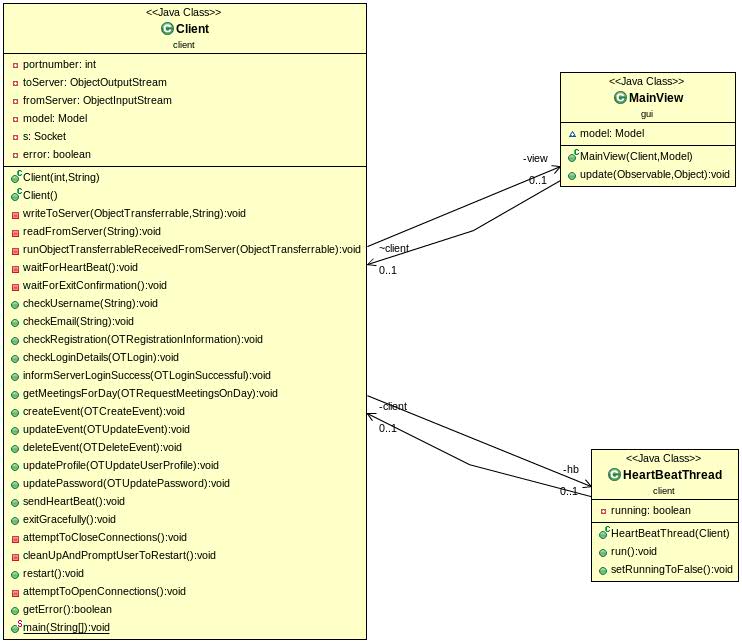 <<Java Class>>
Client
client
portnumber: int
toServer: ObjectOutputStream
fromServer: ObjectInputStream
model: Model
s: Socket
error: boolean
Client(int,String)
Client()
writeToServer(ObjectTransferrable,String):void
readFromServer(String):void
runObjectTransferrableReceivedFromServer(ObjectTransferrable):void
waitForHeartBeat():void
waitForExitConfirmation():void
checkUsername(String):void
checkEmail(String):void
checkRegistration(OTRegistrationInformation):void
checkLoginDetails(OTLogin):void
informServerLoginSuccess(OTLoginSuccessful):void
getMeetingsForDay(OTRequestMeetingsOnDay):void
createEvent(OTCreateEvent):void
updateEvent(OTUpdateEvent):void
deleteEvent(OTDeleteEvent):void
updateProfile(OTUpdateUserProfile):void
updatePassword(OTUpdatePassword):void
sendHeartBeat():void
exitGracefully():void
attemptToCloseConnections():void
cleanUpAndPromptUserToRestart():void
restart():void
attemptToOpenConnections():void
getError():boolean
main(String[]):void
-view
0..1
~client
0..1
<<Java Class>>
MainView
gui
model: Model
MainView(Client,Model)
update(Observable,Object):void
-client
0..1
-hb
0..1
<<Java Class>>
HeartBeatThread
client
running: boolean
HeartBeatThread(Client)
run():void
setRunningToFalse():void